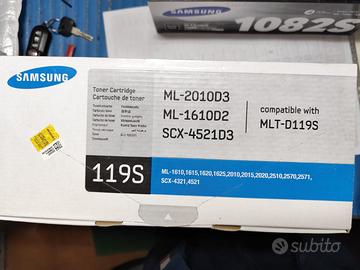 SAMSUNG
1082S
SAMSUNG
Toner Cartridge
Cartouche de toner
ML-2010D3
ML-1610D2
SCX-4521D3
compatible with
MLT-D119S
119S
ML-1610,1615,1620,1625,2010,2015,2020,2510,2570,2571,
SCX-4321,4521
subito